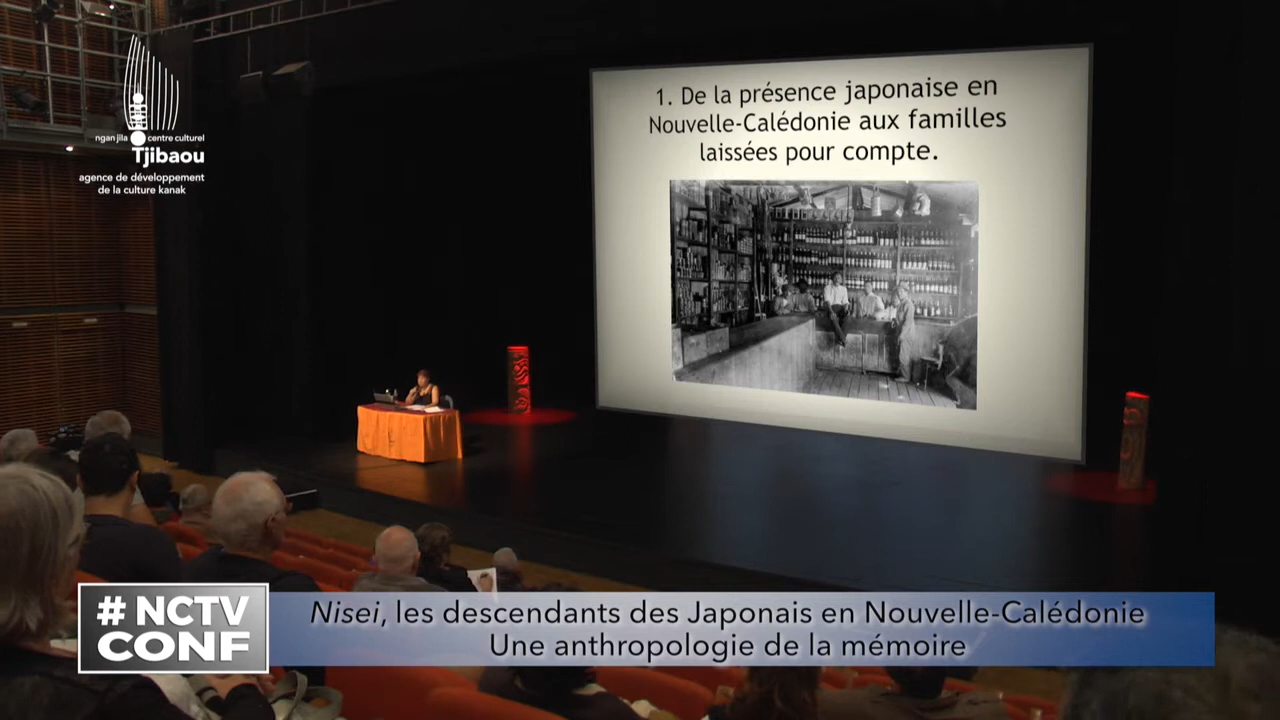 ngan jila centre culturel
Tjibaou
agence de développement
de la culture kanak
1. De la présence japonaise en
Nouvelle-Calédonie aux familles
laissées pour compte.
# NCTV
CONF
Nisei, les descendants des Japonais en Nouvelle-Calédonie
Une anthropologie de la mémoire